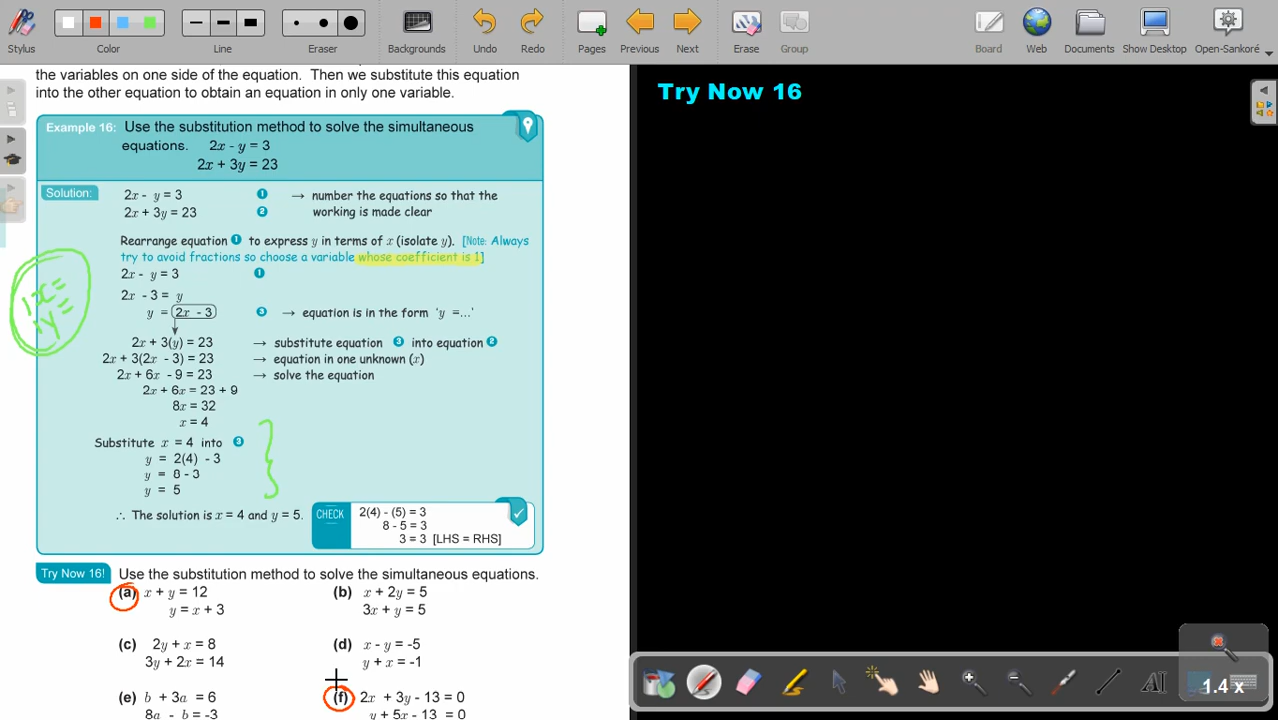 Stylus Color Line Eraser Backgrounds Undo Redo Pages Previous Next Erase Group Board Web Documents Show Desktop Open-Sankoré
the variables on one side of the equation. Then we substitute this equation
into the other equation to obtain an equation in only one variable.
Example 16: Use the substitution method to solve the simultaneous
equations. 2x - y = 3
2x + 3y = 23
Solution:
2x - y = 3 1 → number the equations so that the
2x + 3y = 23 2 working is made clear
Rearrange equation 1 to express y in terms of x (isolate y). [Note: Always
try to avoid fractions so choose a variable whose coefficient is 1]
2x - y = 3 1
2x - 3 = y
y = 2x - 3 3 → equation is in the form 'y =...'
2x + 3(y) = 23 → substitute equation 3 into equation 2
2x + 3(2x - 3) = 23 → equation in one unknown (x)
2x + 6x - 9 = 23 → solve the equation
2x + 6x = 23 + 9
8x = 32
x = 4
Substitute x = 4 into 3
y = 2(4) - 3
y = 8 - 3
y = 5
∴ The solution is x = 4 and y = 5.
CHECK 2(4) - (5) = 3
8 - 5 = 3
3 = 3 [LHS = RHS]
1x=
1y=
Try Now 16! Use the substitution method to solve the simultaneous equations.
(a) x + y = 12 (b) x + 2y = 5
y = x + 3 3x + y = 5
(c) 2y + x = 8 (d) x - y = -5
3y + 2x = 14 y + x = -1
(e) b + 3a = 6 (f) 2x + 3y - 13 = 0
8a - b = -3 y + 5x - 13 = 0
Try Now 16
1.4 x